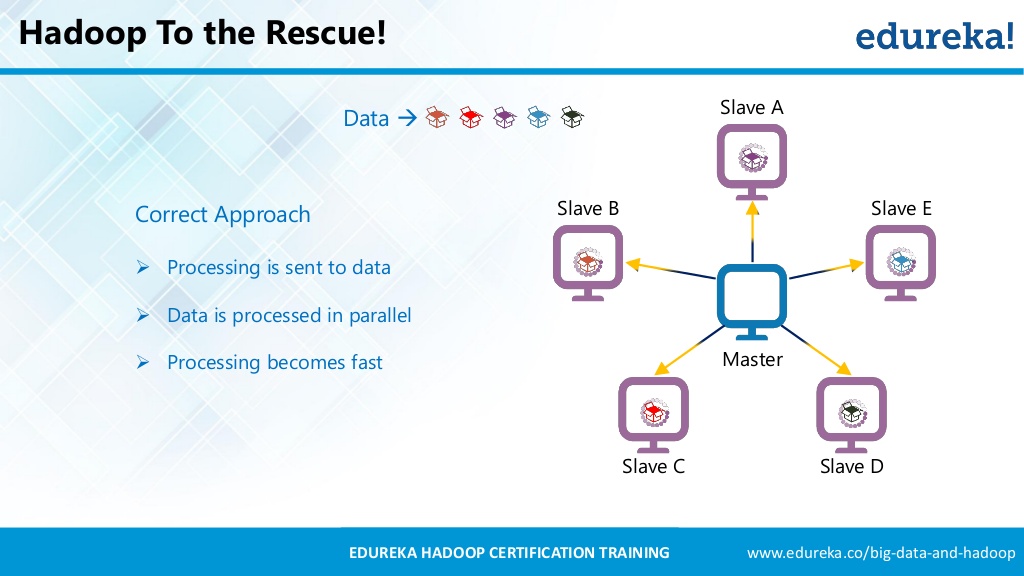 Hadoop To the Rescue!
edureka!
Data →
Slave A
Slave B
Slave E
Correct Approach
➢ Processing is sent to data
➢ Data is processed in parallel
➢ Processing becomes fast
Master
Slave C
Slave D
EDUREKA HADOOP CERTIFICATION TRAINING
www.edureka.co/big-data-and-hadoop